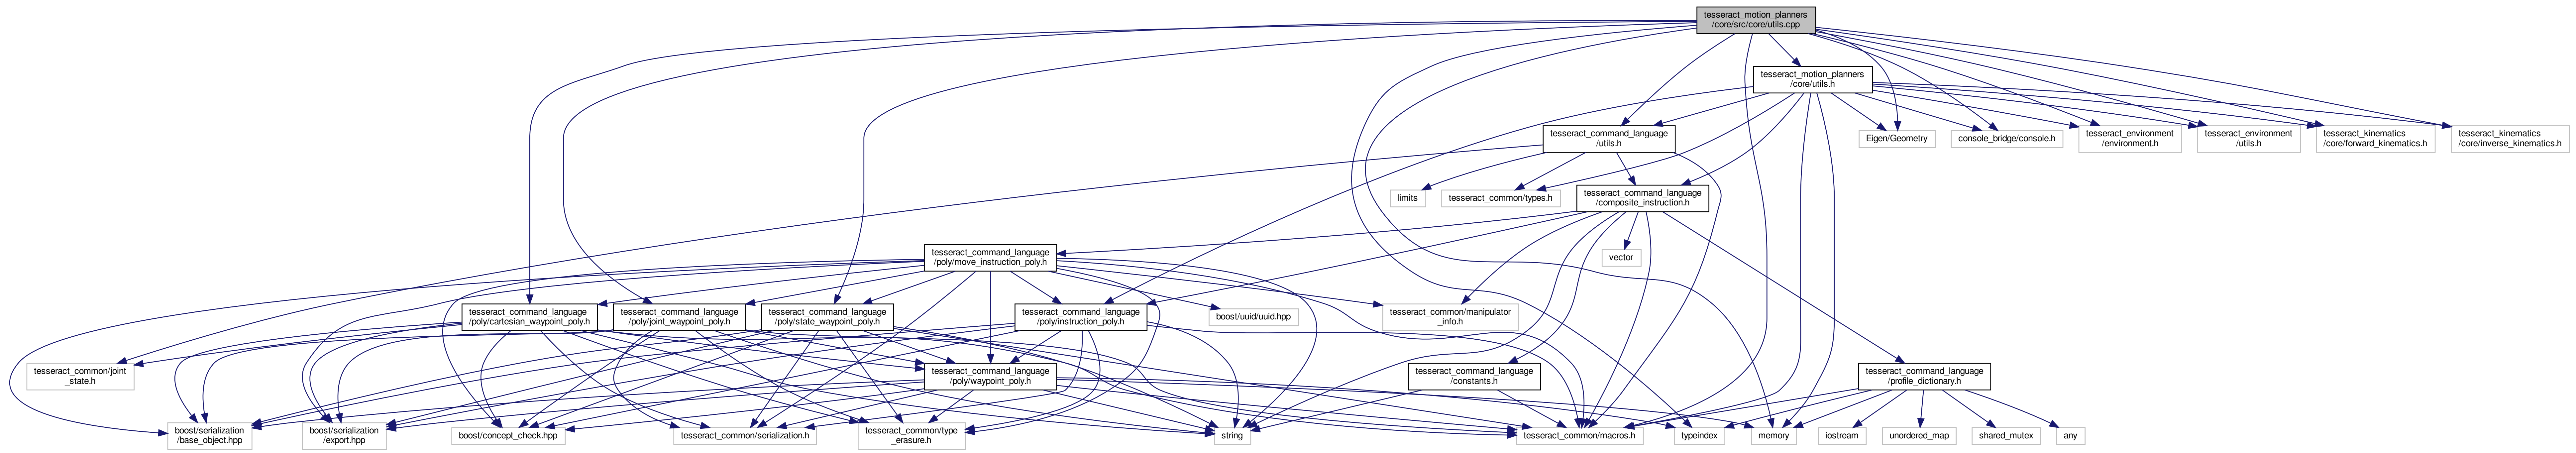 tesseract_motion_planners
/core/src/core/utils.cpp
tesseract_motion_planners
/core/utils.h
tesseract_command_language
/utils.h
Eigen/Geometry
console_bridge/console.h
tesseract_environment
/environment.h
tesseract_environment
/utils.h
tesseract_kinematics
/core/forward_kinematics.h
tesseract_kinematics
/core/inverse_kinematics.h
limits
tesseract_common/types.h
tesseract_command_language
/composite_instruction.h
tesseract_command_language
/poly/move_instruction_poly.h
vector
tesseract_command_language
/poly/cartesian_waypoint_poly.h
tesseract_command_language
/poly/joint_waypoint_poly.h
tesseract_command_language
/poly/state_waypoint_poly.h
tesseract_command_language
/poly/instruction_poly.h
boost/uuid/uuid.hpp
tesseract_common/manipulator
_info.h
tesseract_common/joint
_state.h
tesseract_command_language
/poly/waypoint_poly.h
tesseract_command_language
/constants.h
tesseract_command_language
/profile_dictionary.h
boost/serialization
/base_object.hpp
boost/serialization
/export.hpp
boost/concept_check.hpp
tesseract_common/serialization.h
tesseract_common/type
_erasure.h
string
tesseract_common/macros.h
typeindex
memory
iostream
unordered_map
shared_mutex
any